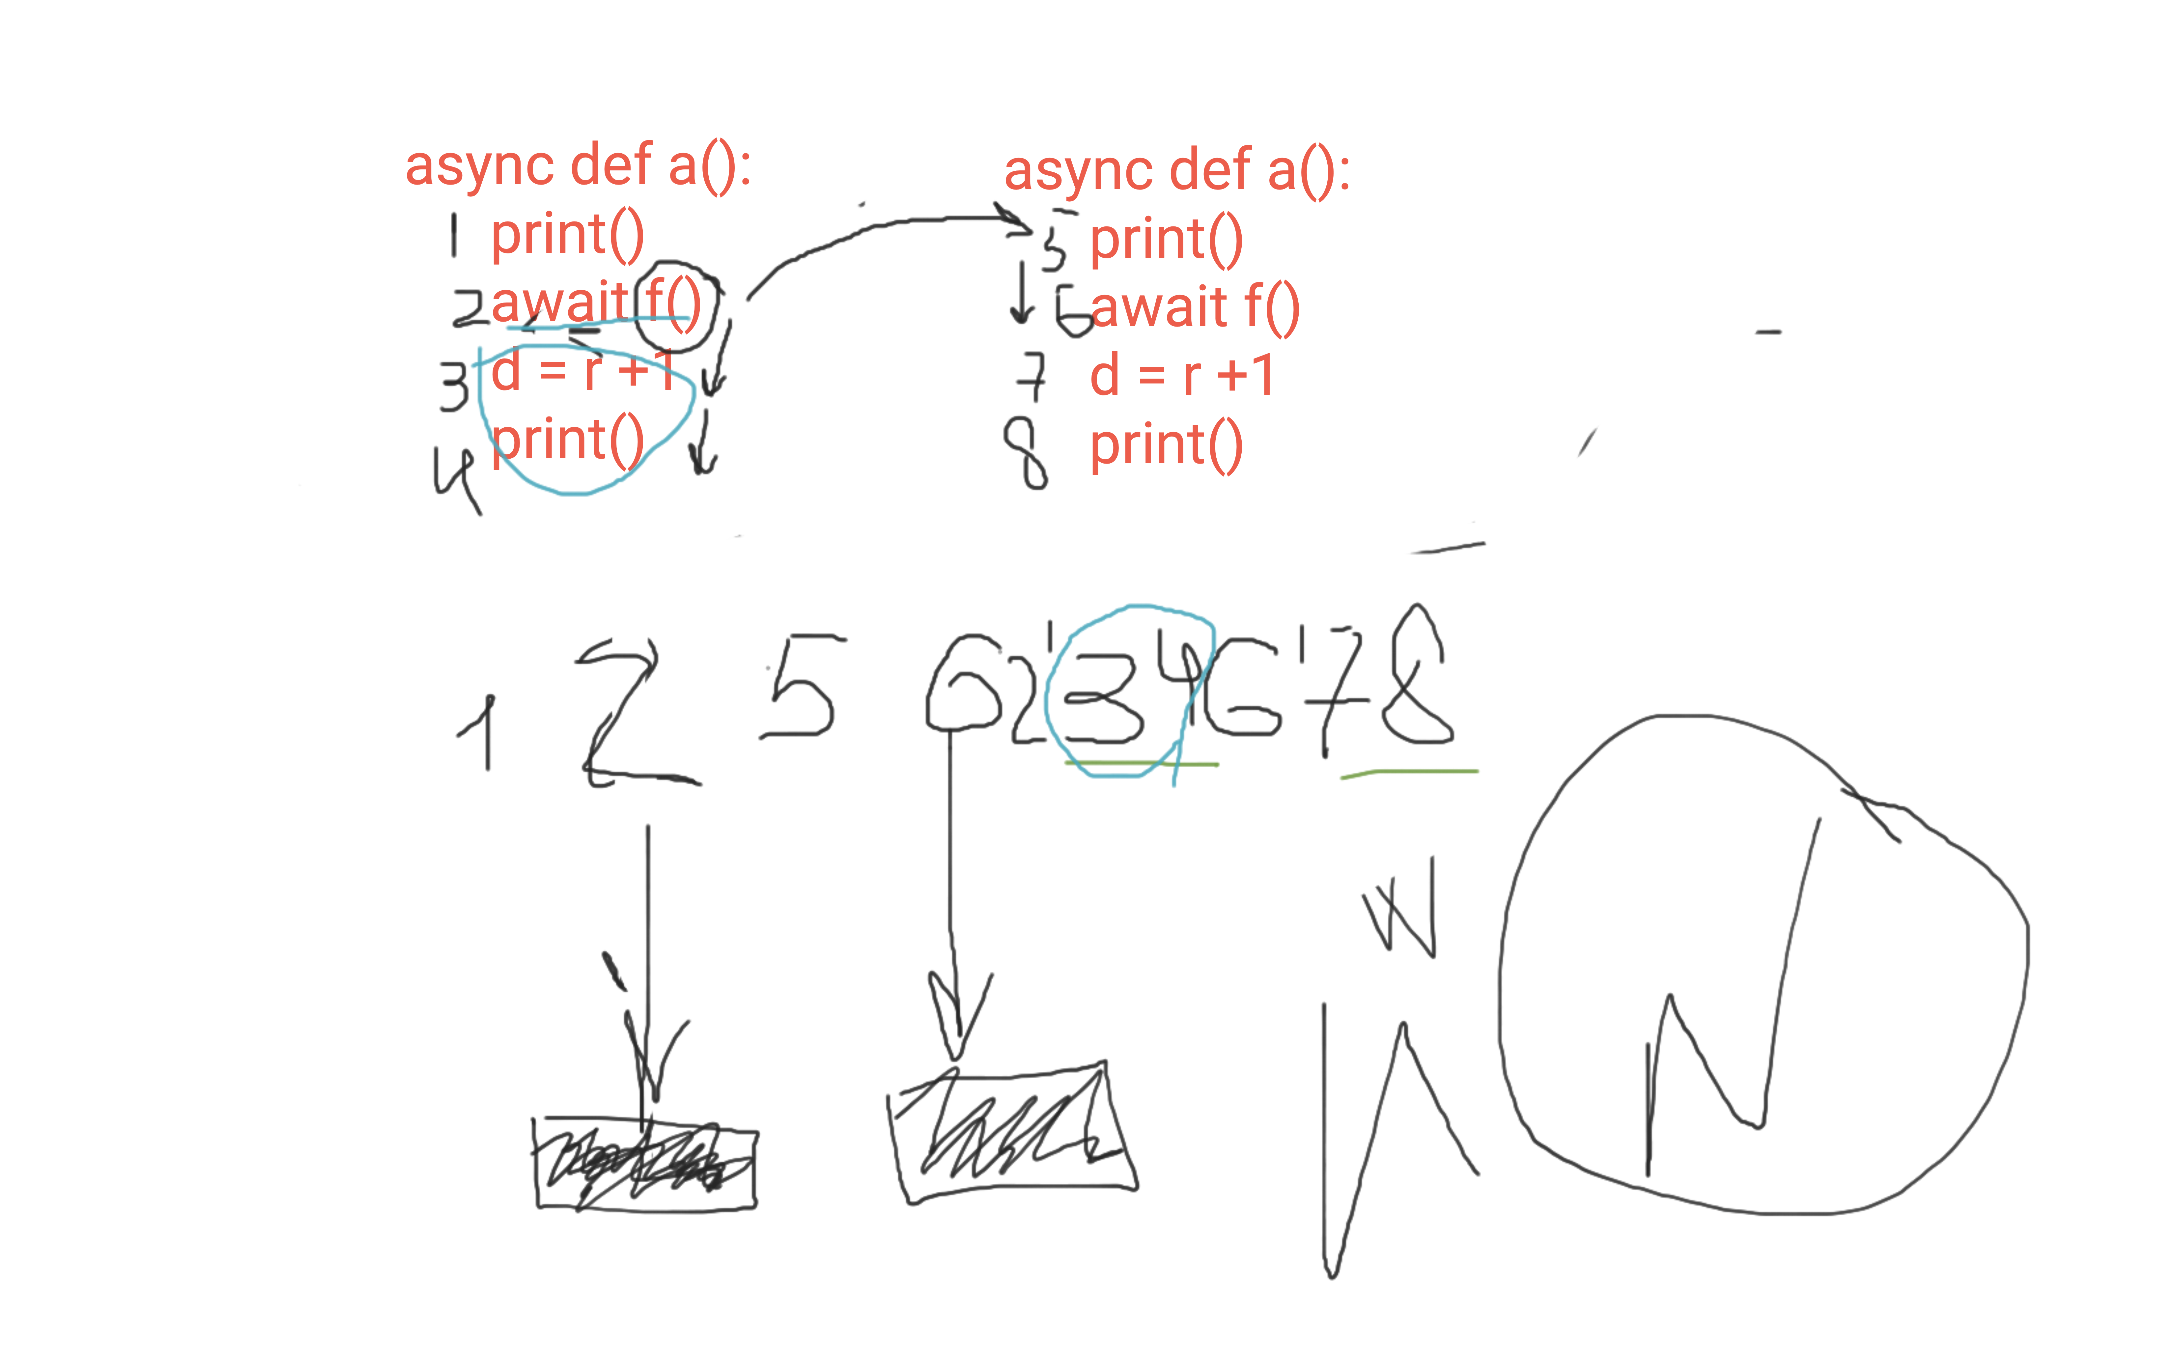 async def a():
1 print()
2 await f()
3 d = r + 1
4 print()
async def a():
5 print()
6 await f()
7 d = r +1
8 print()
1 2 5 6 2' 3 4 6' 7 8
N